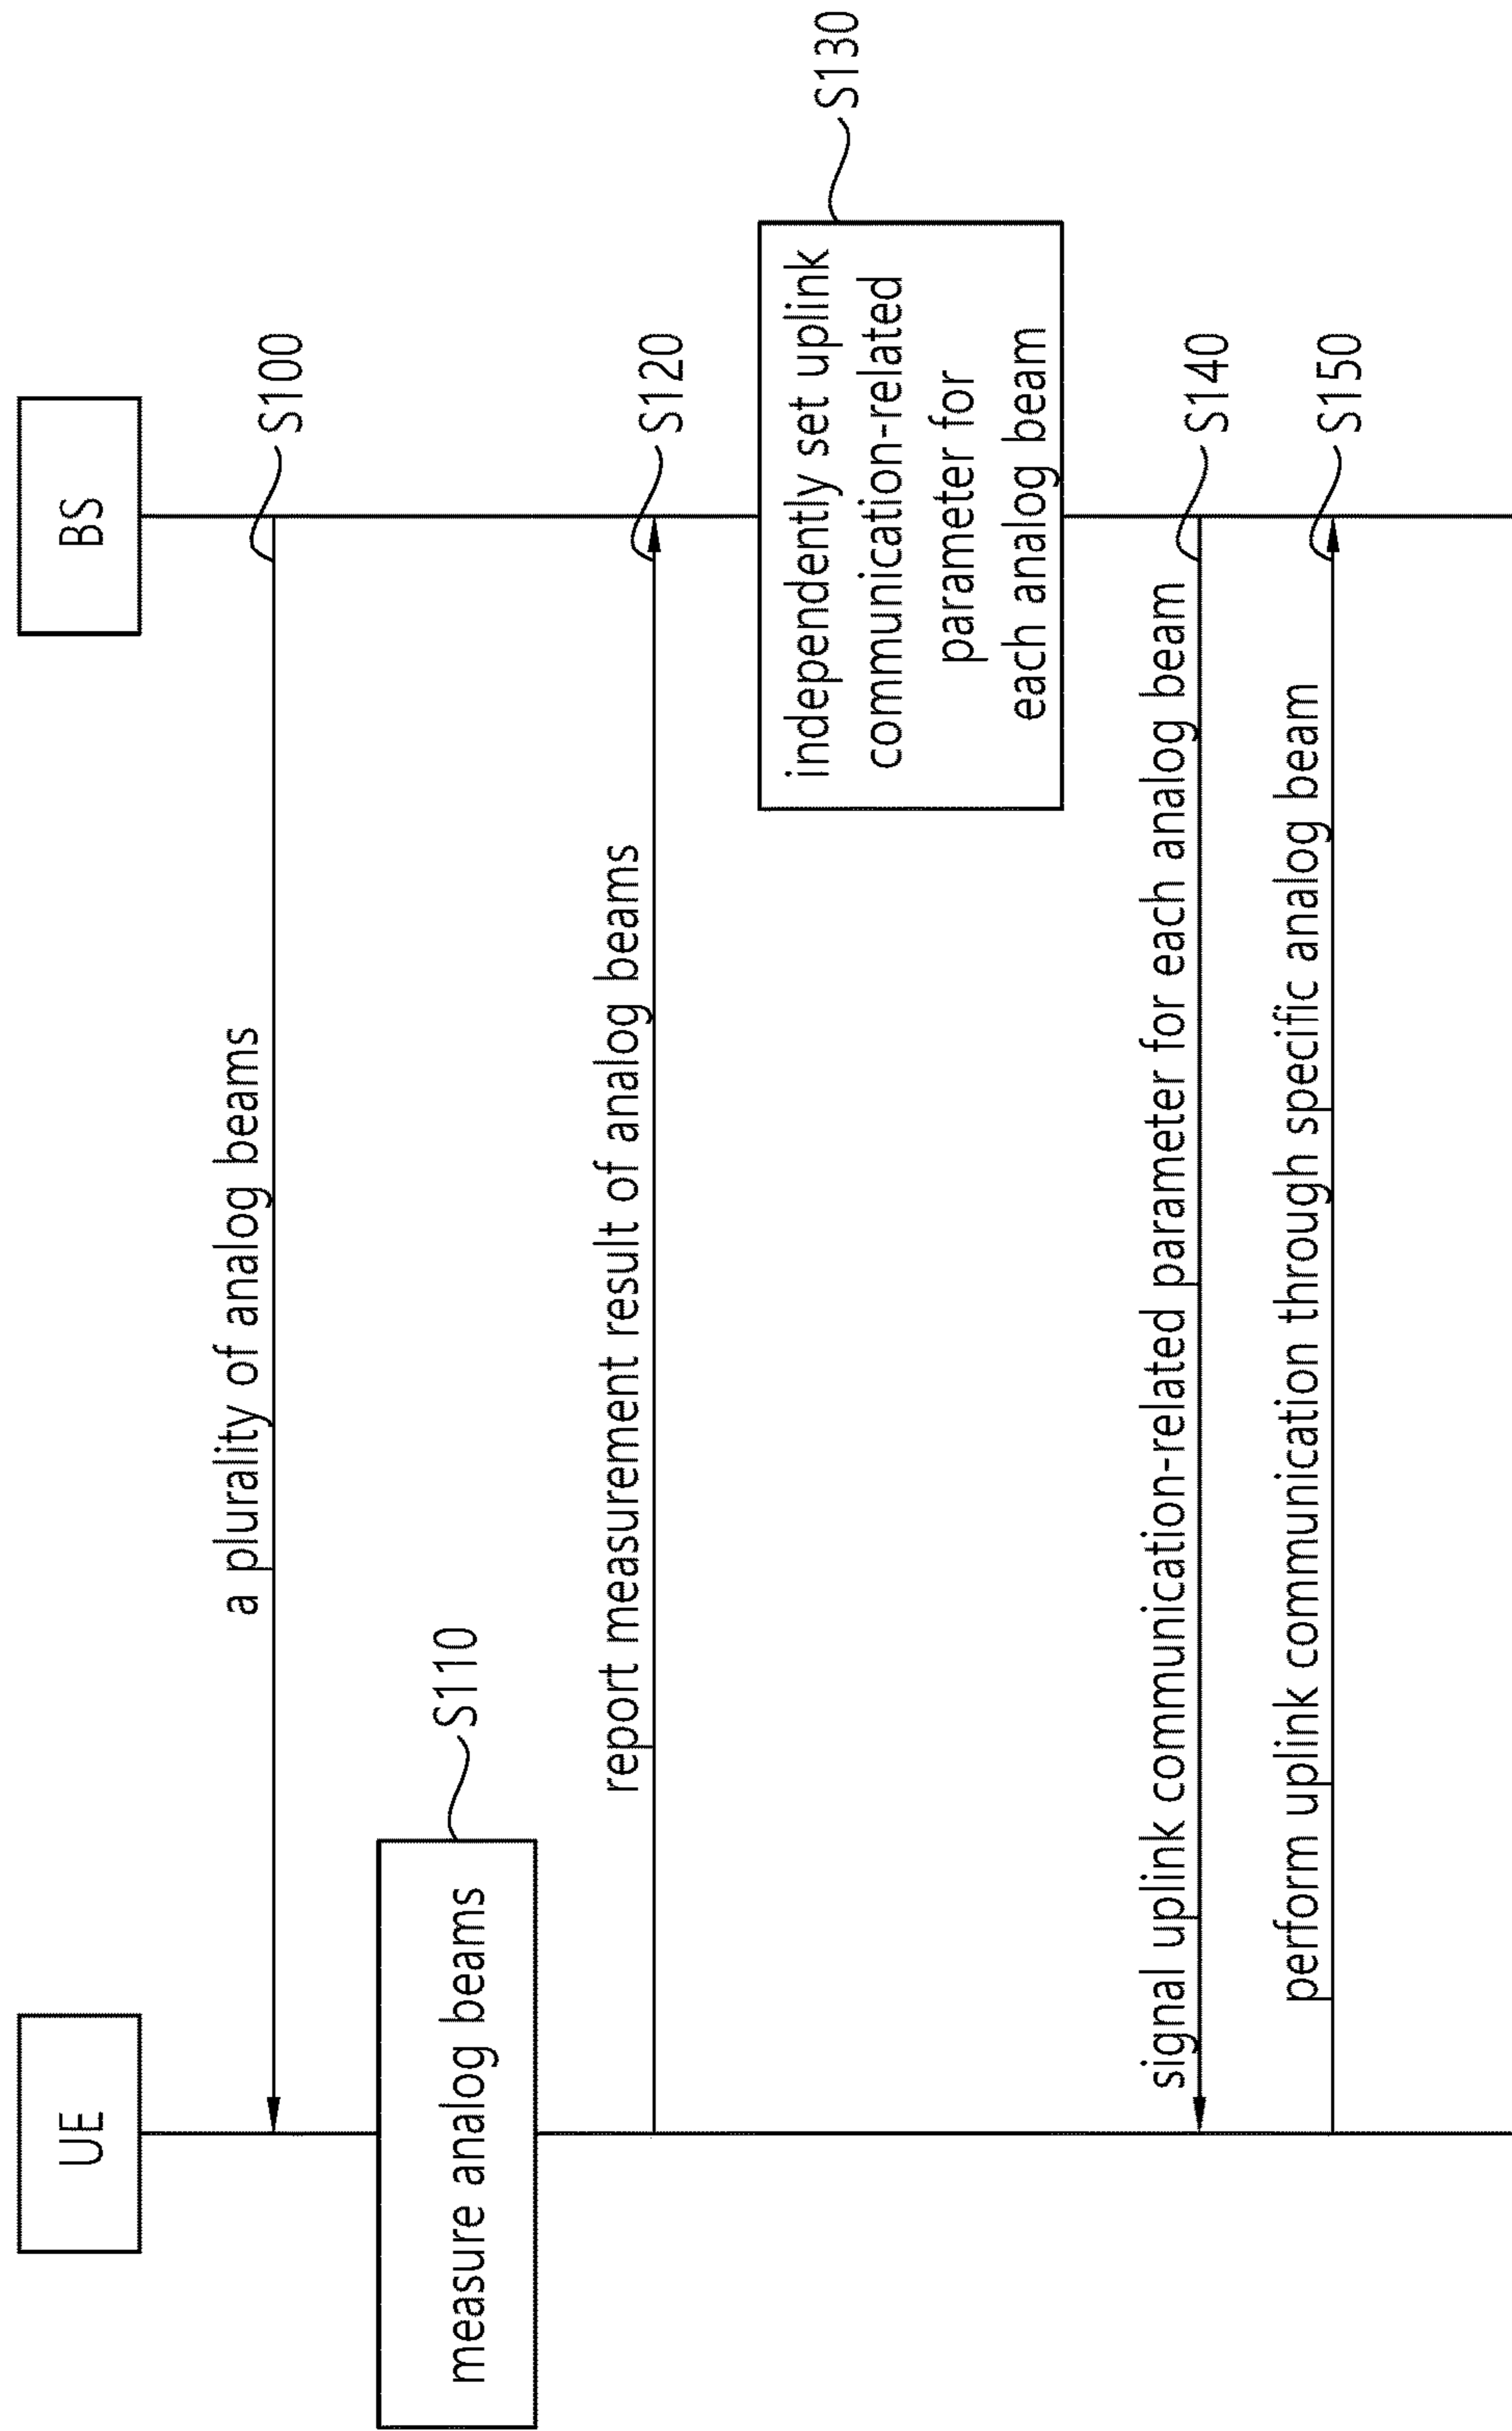 UE
BS
a plurality of analog beams
S100
measure analog beams
S110
report measurement result of analog beams
S120
independently set uplink
communication-related
parameter for
each analog beam
S130
signal uplink communication-related parameter for each analog beam
S140
perform uplink communication through specific analog beam
S150